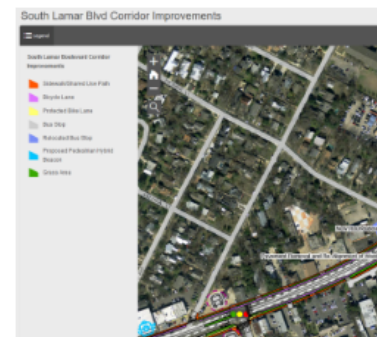 South Lamar Blvd Corridor Improvements
Legend
South Lamar Boulevard Corridor
Improvements
Sidewalk/Shared Use Path
Bicycle Lane
Protected Bike Lane
Bus Stop
Relocated Bus Stop
Proposed Pedestrian Hybrid
Beacon
Green Area